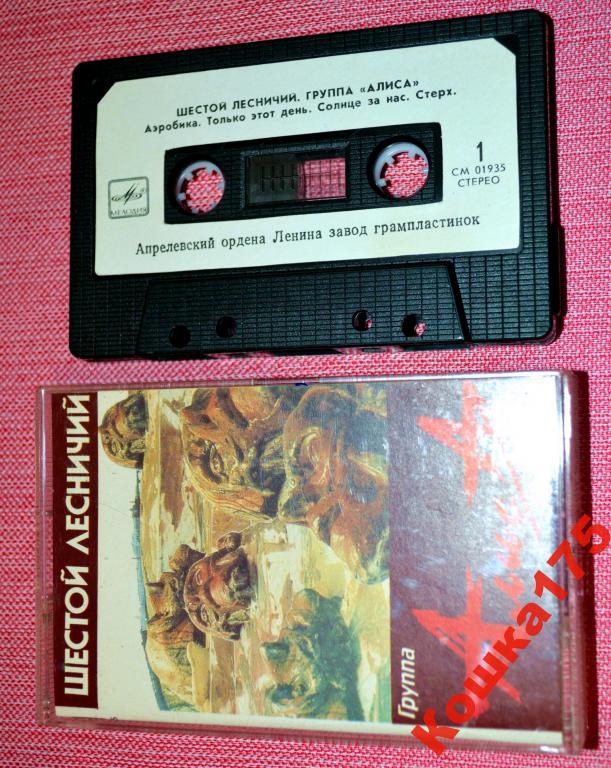 ШЕСТОЙ ЛЕСНИЧИЙ. ГРУППА «АЛИСА»
Аэробика. Только этот день. Солнце за нас. Стерх.
1
СМ 01935
СТЕРЕО
МЕЛОДИЯ
Апрелевский ордена Ленина завод грампластинок
ШЕСТОЙ ЛЕСНИЧИЙ
Группа
Алиса
Кошка175